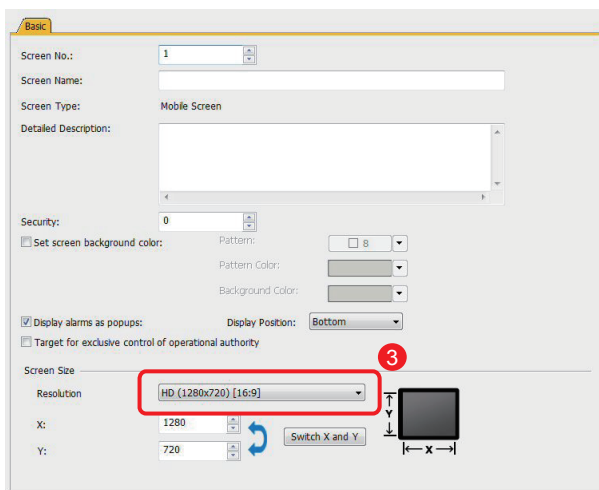 Basic
Screen No.: 1
Screen Name:
Screen Type: Mobile Screen
Detailed Description:
Security: 0
Set screen background color: Pattern: 8
Pattern Color:
Background Color:
Display alarms as popups: Display Position: Bottom
Target for exclusive control of operational authority
3
Screen Size
Resolution HD (1280x720) [16:9]
X: 1280
Y: 720
Switch X and Y
Y
X